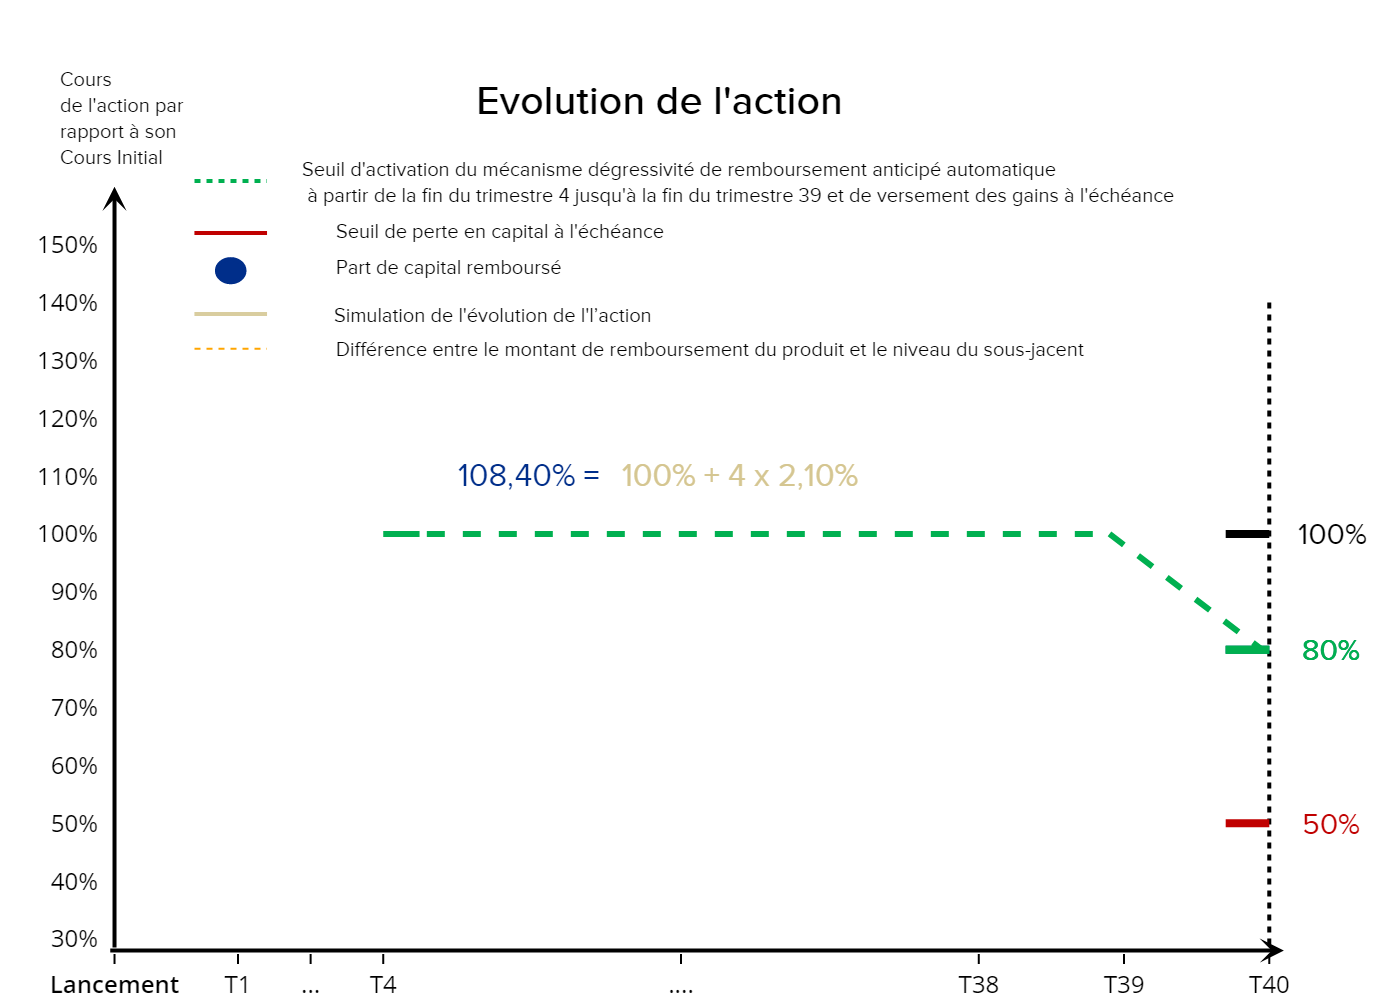 Cours
de l'action par
rapport à son
Cours Initial
Evolution de l'action
Seuil d'activation du mécanisme dégressivité de remboursement anticipé automatique
à partir de la fin du trimestre 4 jusqu'à la fin du trimestre 39 et de versement des gains à l'échéance
Seuil de perte en capital à l'échéance
Part de capital remboursé
Simulation de l'évolution de l'l’action
Différence entre le montant de remboursement du produit et le niveau du sous-jacent
150%
140%
130%
120%
110%
108,40% = 100% + 4 x 2,10%
100%
100%
90%
80%
80%
70%
60%
50%
50%
40%
30%
Lancement T1 ... T4 .... T38 T39 T40